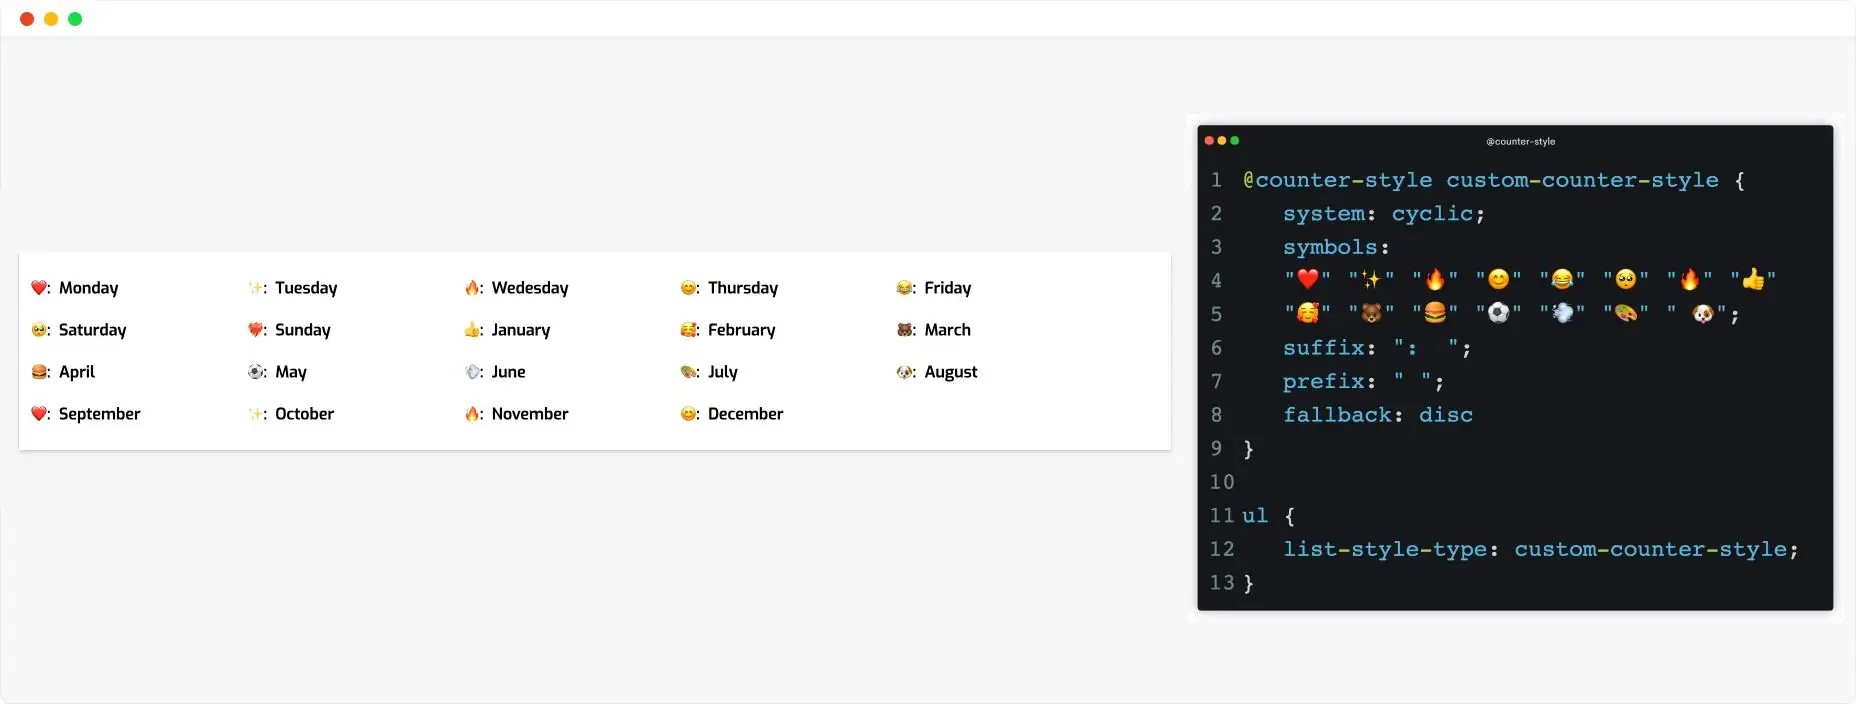 ❤️: Monday ✨: Tuesday 🔥: Wedesday 😊: Thursday 😂: Friday
🥺: Saturday ❤️‍🔥: Sunday 👍: January 🥰: February 🐻: March
🍔: April ⚽: May 💨: June 🎨: July 🐶: August
❤️: September ✨: October 🔥: November 😊: December
@counter-style
1 @counter-style custom-counter-style {
2 system: cyclic;
3 symbols:
4 "❤️" "✨" "🔥" "😊" "😂" "🥺" "🔥" "👍"
5 "🥰" "🐻" "🍔" "⚽" "💨" "🎨" " 🐶";
6 suffix: ":  ";
7 prefix: " ";
8 fallback: disc
9 }
10
11 ul {
12 list-style-type: custom-counter-style;
13 }